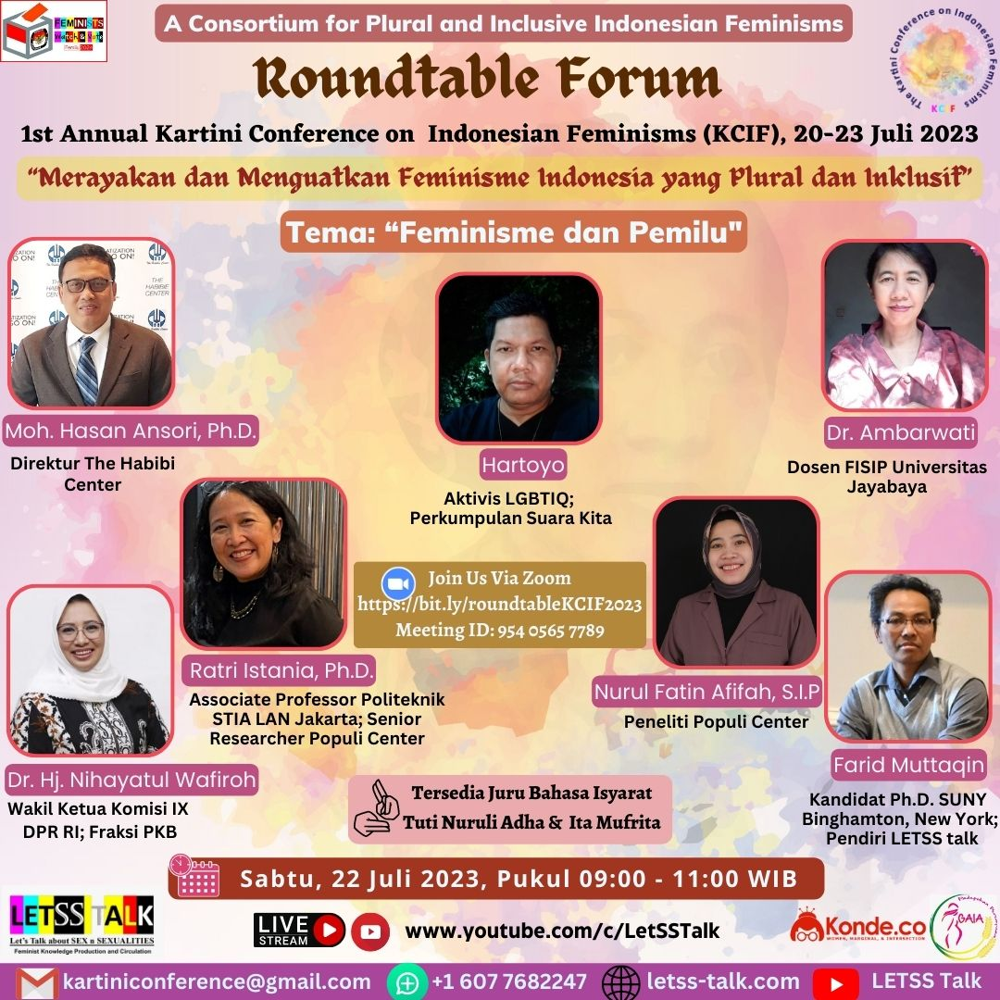 FEMINISTS
Watch & Vote
Pemilu 2024
A Consortium for Plural and Inclusive Indonesian Feminisms
The Kartini Conference on Indonesian Feminisms
KCIF
Roundtable Forum
1st Annual Kartini Conference on Indonesian Feminisms (KCIF), 20-23 Juli 2023
“Merayakan dan Menguatkan Feminisme Indonesia yang Plural dan Inklusif”
Tema: “Feminisme dan Pemilu"
THE
HABIBIE
CENTER
Moh. Hasan Ansori, Ph.D.
Direktur The Habibi
Center
Hartoyo
Aktivis LGBTIQ;
Perkumpulan Suara Kita
Dr. Ambarwati
Dosen FISIP Universitas
Jayabaya
Ratri Istania, Ph.D.
Associate Professor Politeknik
STIA LAN Jakarta; Senior
Researcher Populi Center
Join Us Via Zoom
https://bit.ly/roundtableKCIF2023
Meeting ID: 954 0565 7789
Nurul Fatin Afifah, S.I.P
Peneliti Populi Center
Dr. Hj. Nihayatul Wafiroh
Wakil Ketua Komisi IX
DPR RI; Fraksi PKB
Farid Muttaqin
Kandidat Ph.D. SUNY
Binghamton, New York;
Pendiri LETSS talk
Tersedia Juru Bahasa Isyarat
Tuti Nuruli Adha & Ita Mufrita
Sabtu, 22 Juli 2023, Pukul 09:00 - 11:00 WIB
LETSS TALK
Let's Talk about SEX n SEXUALITIES
Feminist Knowledge Production and Circulation
LIVE
STREAM
www.youtube.com/c/LetSSTalk
Konde.co
WOMEN, MARGINAL, & INTERSECTION
GAIA
kartiniconference@gmail.com
+1 607 7682247
letss-talk.com
LETSS Talk